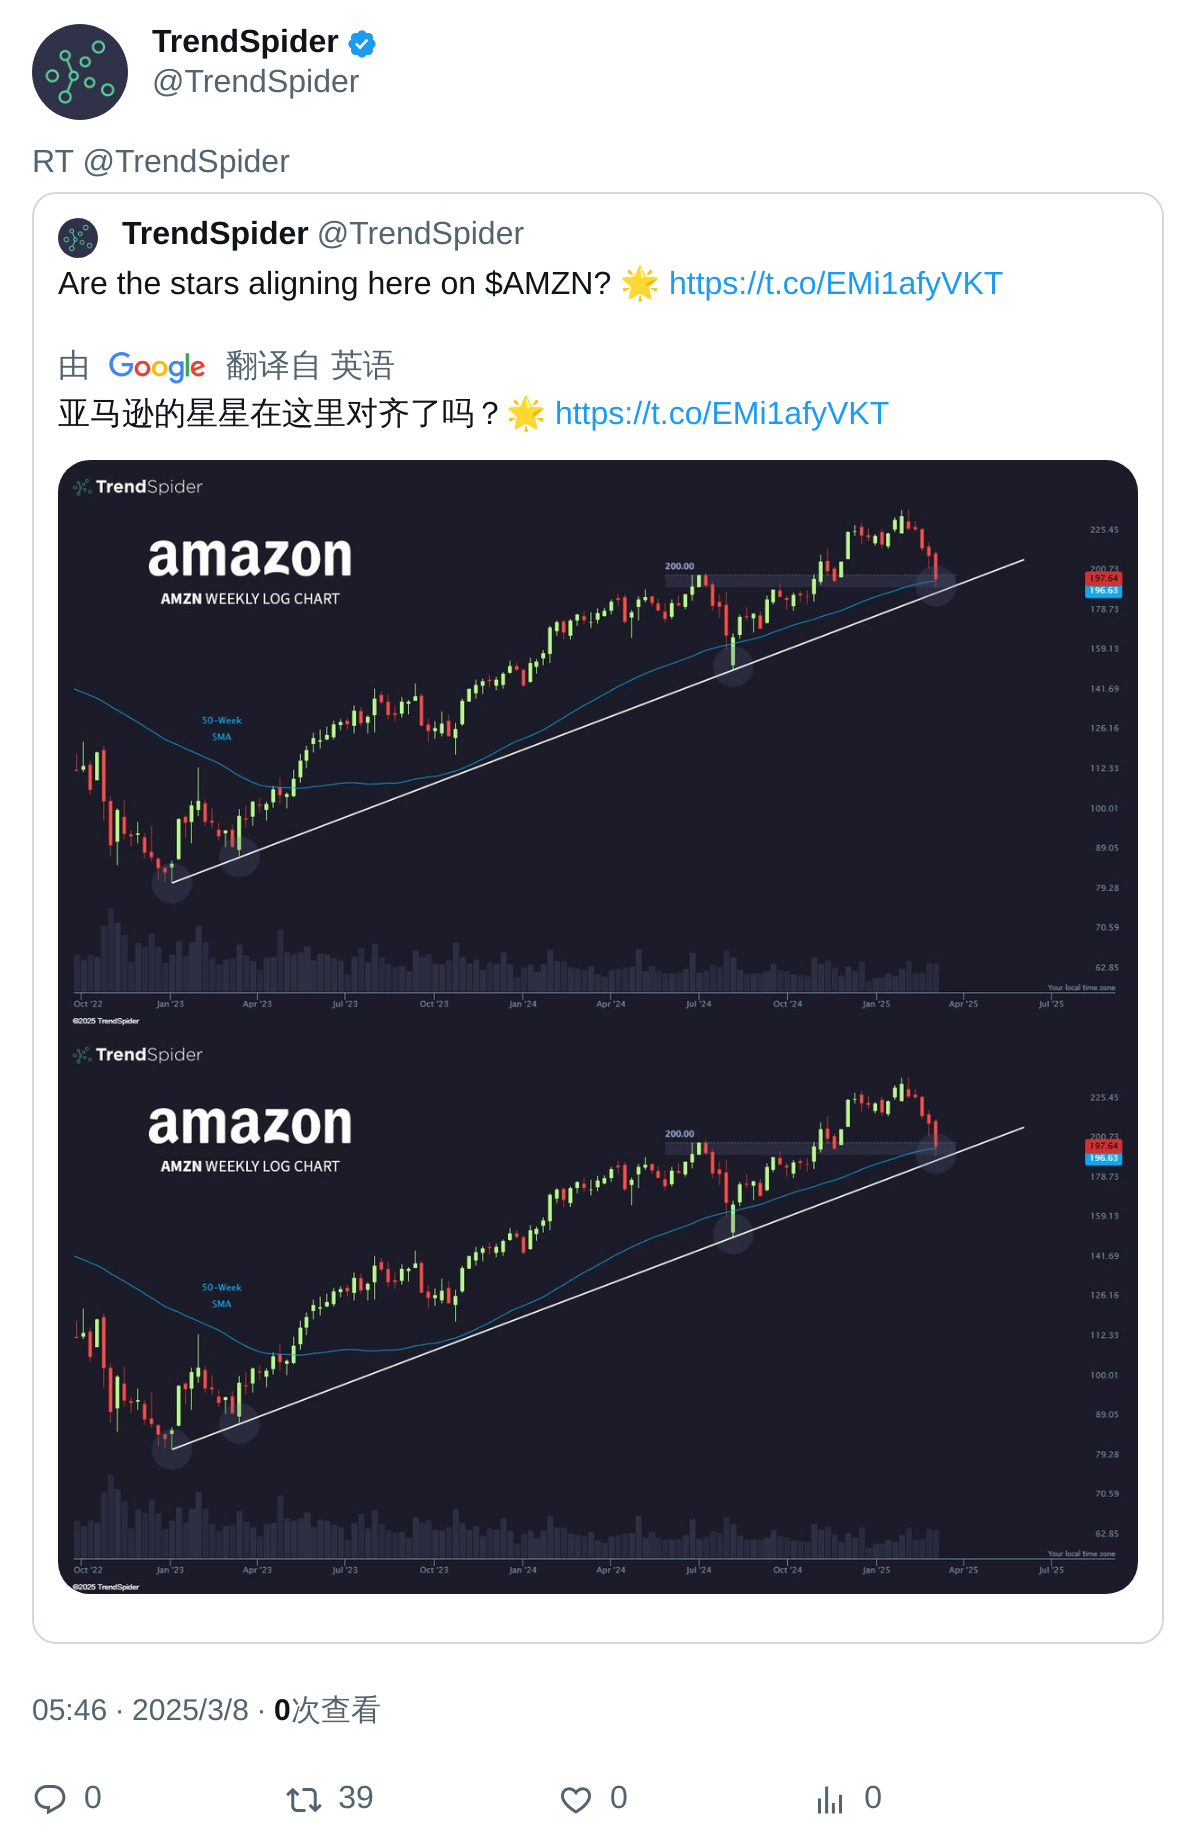 TrendSpider
@TrendSpider
RT @TrendSpider
TrendSpider @TrendSpider
Are the stars aligning here on $AMZN? 🌟 https://t.co/EMi1afyVKT
由 Google 翻译自 英语
亚马逊的星星在这里对齐了吗？🌟 https://t.co/EMi1afyVKT
TrendSpider
amazon
AMZN WEEKLY LOG CHART
200.00
50-Week
SMA
225.45
200.73
197.64
196.63
178.73
159.13
141.69
126.16
112.33
100.01
89.05
79.28
70.59
62.85
Your local time zone
Oct '22 Jan '23 Apr '23 Jul '23 Oct '23 Jan '24 Apr '24 Jul '24 Oct '24 Jan '25 Apr '25 Jul '25
©2025 TrendSpider
TrendSpider
amazon
AMZN WEEKLY LOG CHART
200.00
50-Week
SMA
225.45
200.73
197.64
196.63
178.73
159.13
141.69
126.16
112.33
100.01
89.05
79.28
70.59
62.85
Your local time zone
Oct '22 Jan '23 Apr '23 Jul '23 Oct '23 Jan '24 Apr '24 Jul '24 Oct '24 Jan '25 Apr '25 Jul '25
©2025 TrendSpider
05:46 · 2025/3/8 · 0次查看
0 39 0 0